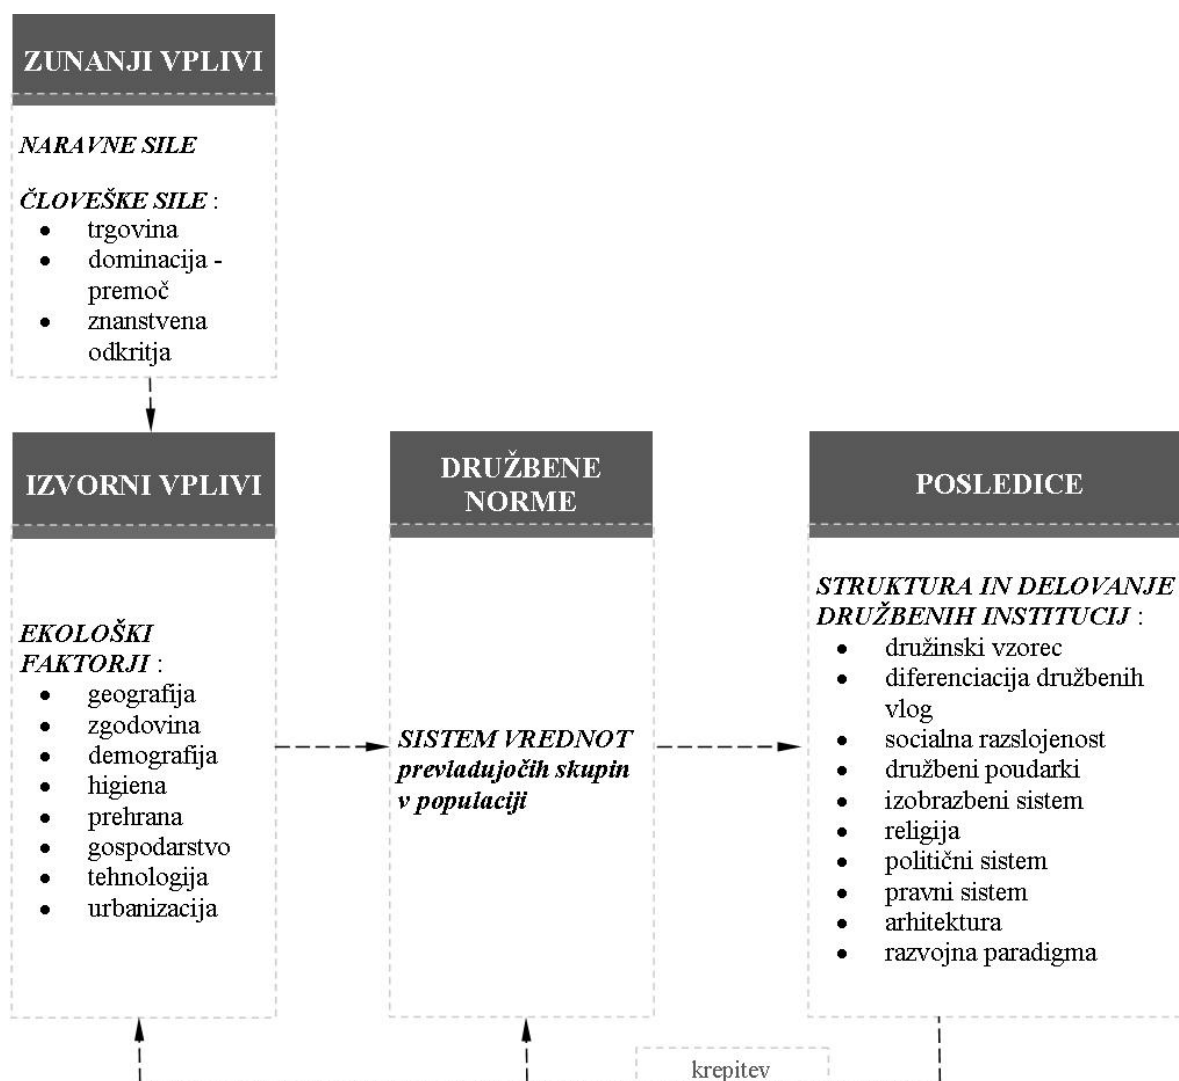 ZUNANJI VPLIVI
NARAVNE SILE
ČLOVEŠKE SILE :
• trgovina
• dominacija -
premoč
• znanstvena
odkritja
IZVORNI VPLIVI
EKOLOŠKI
FAKTORJI :
• geografija
• zgodovina
• demografija
• higiena
• prehrana
• gospodarstvo
• tehnologija
• urbanizacija
DRUŽBENE
NORME
SISTEM VREDNOT
prevladujočih skupin
v populaciji
POSLEDICE
STRUKTURA IN DELOVANJE
DRUŽBENIH INSTITUCIJ :
• družinski vzorec
• diferenciacija družbenih
vlog
• socialna razslojenost
• družbeni poudarki
• izobrazbeni sistem
• religija
• politični sistem
• pravni sistem
• arhitektura
• razvojna paradigma
krepitev